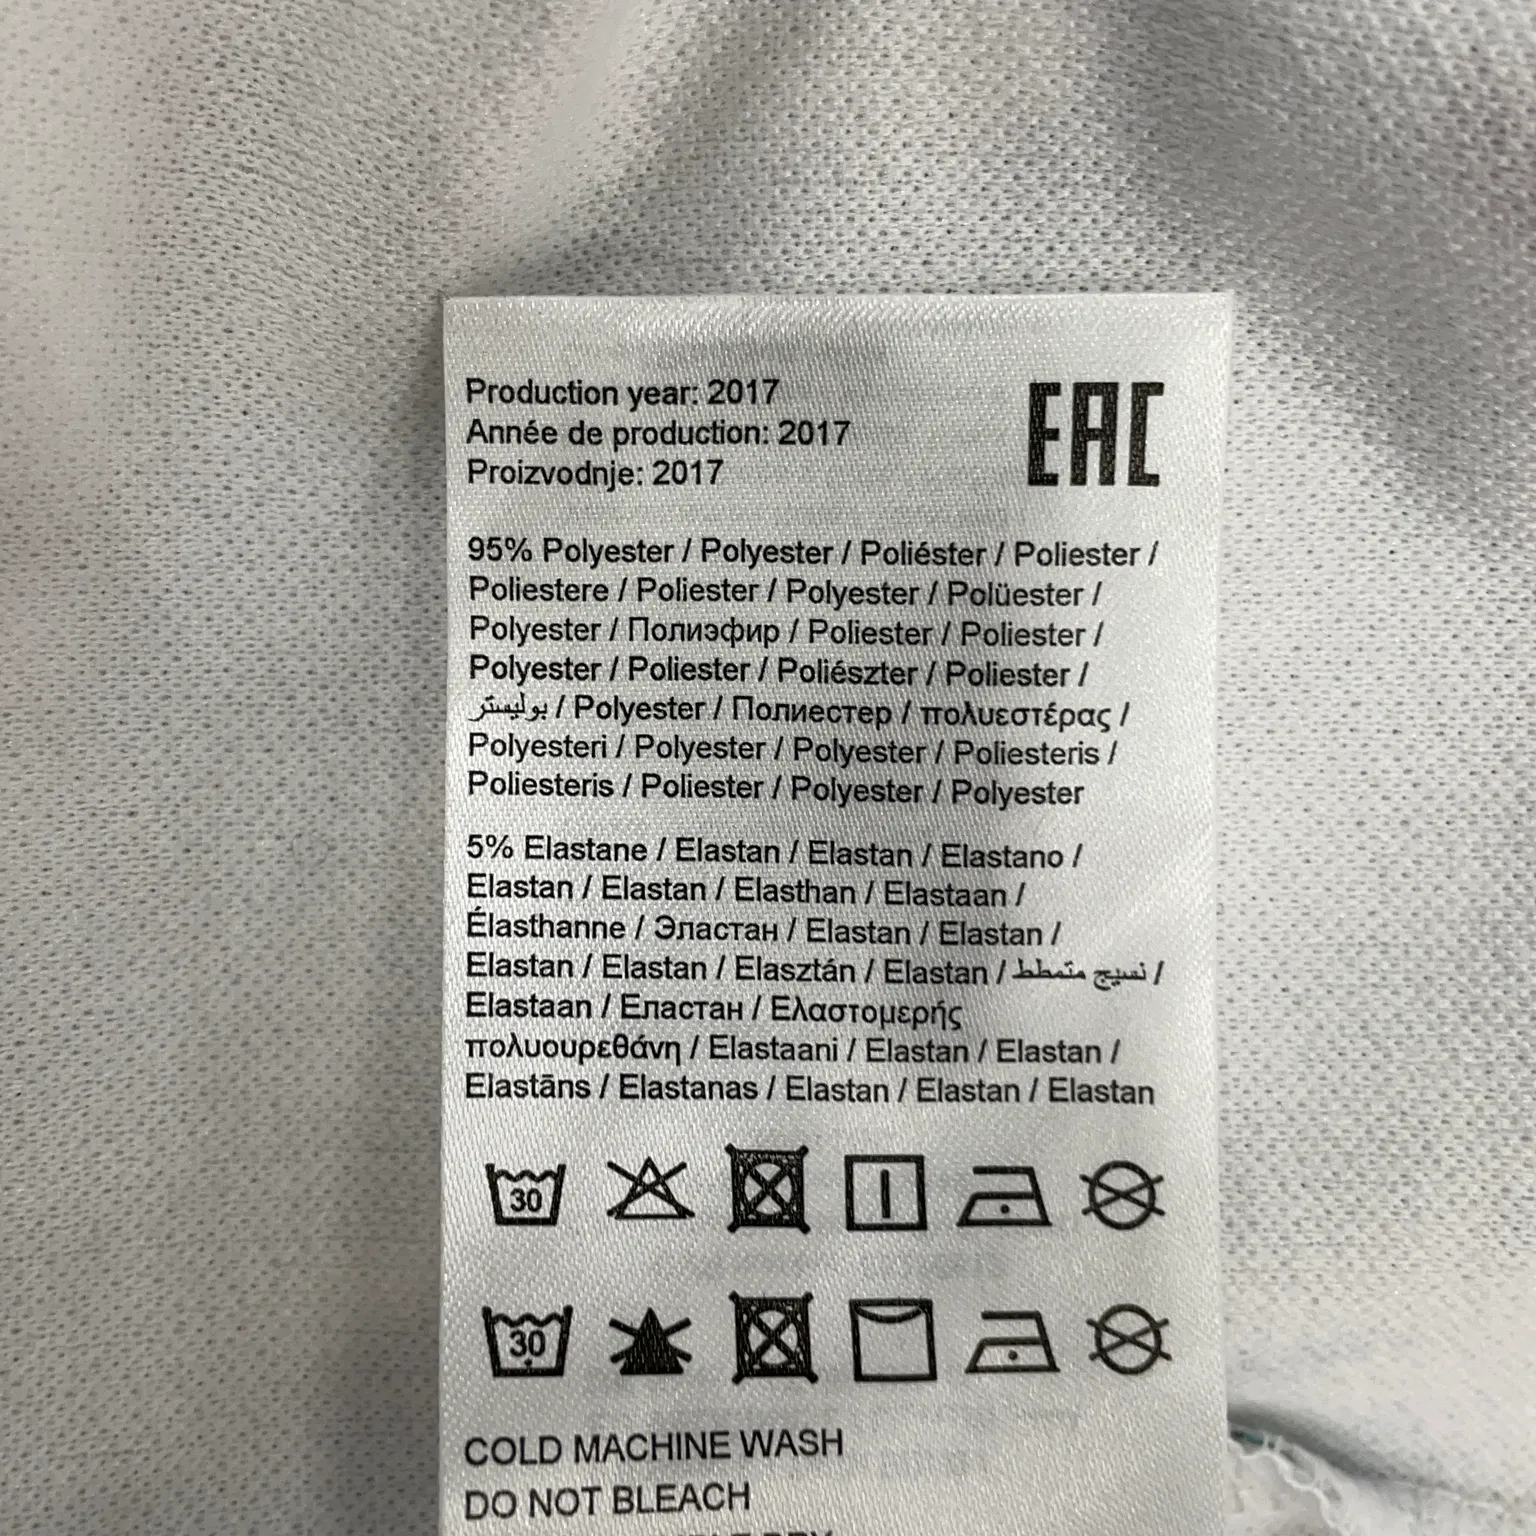 Production year: 2017
Année de production: 2017
Proizvodnje: 2017
EAC
95% Polyester / Polyester / Poliéster / Poliester /
Poliestere / Poliester / Polyester / Polüester /
Polyester / Полиэфир / Poliester / Poliester /
Polyester / Poliester / Poliészter / Poliester /
بوليستر / Polyester / Полиестер / πολυεστέρας /
Polyesteri / Polyester / Polyester / Poliesteris /
Poliesteris / Poliester / Polyester / Polyester
5% Elastane / Elastan / Elastan / Elastano /
Elastan / Elastan / Elasthan / Elastaan /
Élasthanne / Эластан / Elastan / Elastan /
Elastan / Elastan / Elasztán / Elastan / نسيج متمطط /
Elastaan / Еластан / Ελαστομερής
πολυουρεθάνη / Elastaani / Elastan / Elastan /
Elastāns / Elastanas / Elastan / Elastan / Elastan
30
30
COLD MACHINE WASH
DO NOT BLEACH